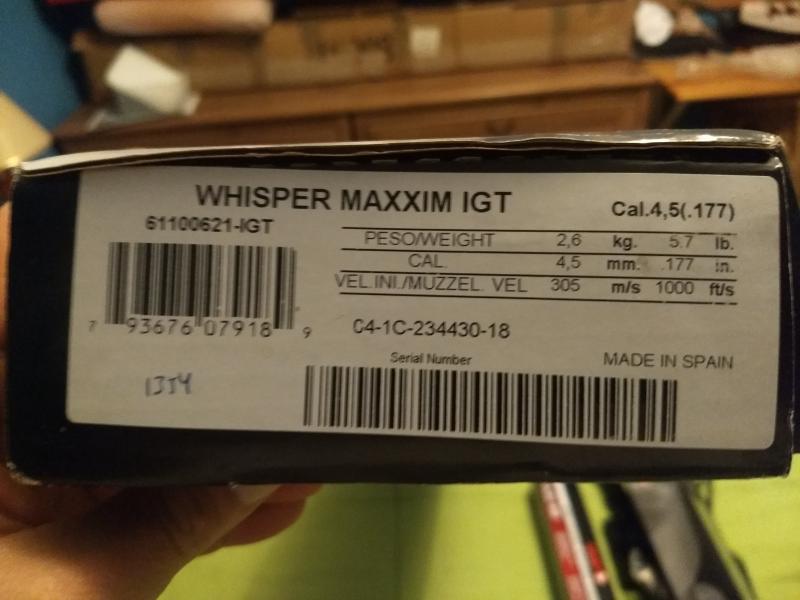 WHISPER MAXXIM IGT
Cal.4,5(.177)
61100621-IGT
PESO/WEIGHT 2,6 kg. 5.7 lb.
CAL. 4,5 mm. .177 in.
VEL.INI./MUZZEL. VEL 305 m/s 1000 ft/s
7 93676 07918 9
04-1C-234430-18
Serial Number
MADE IN SPAIN